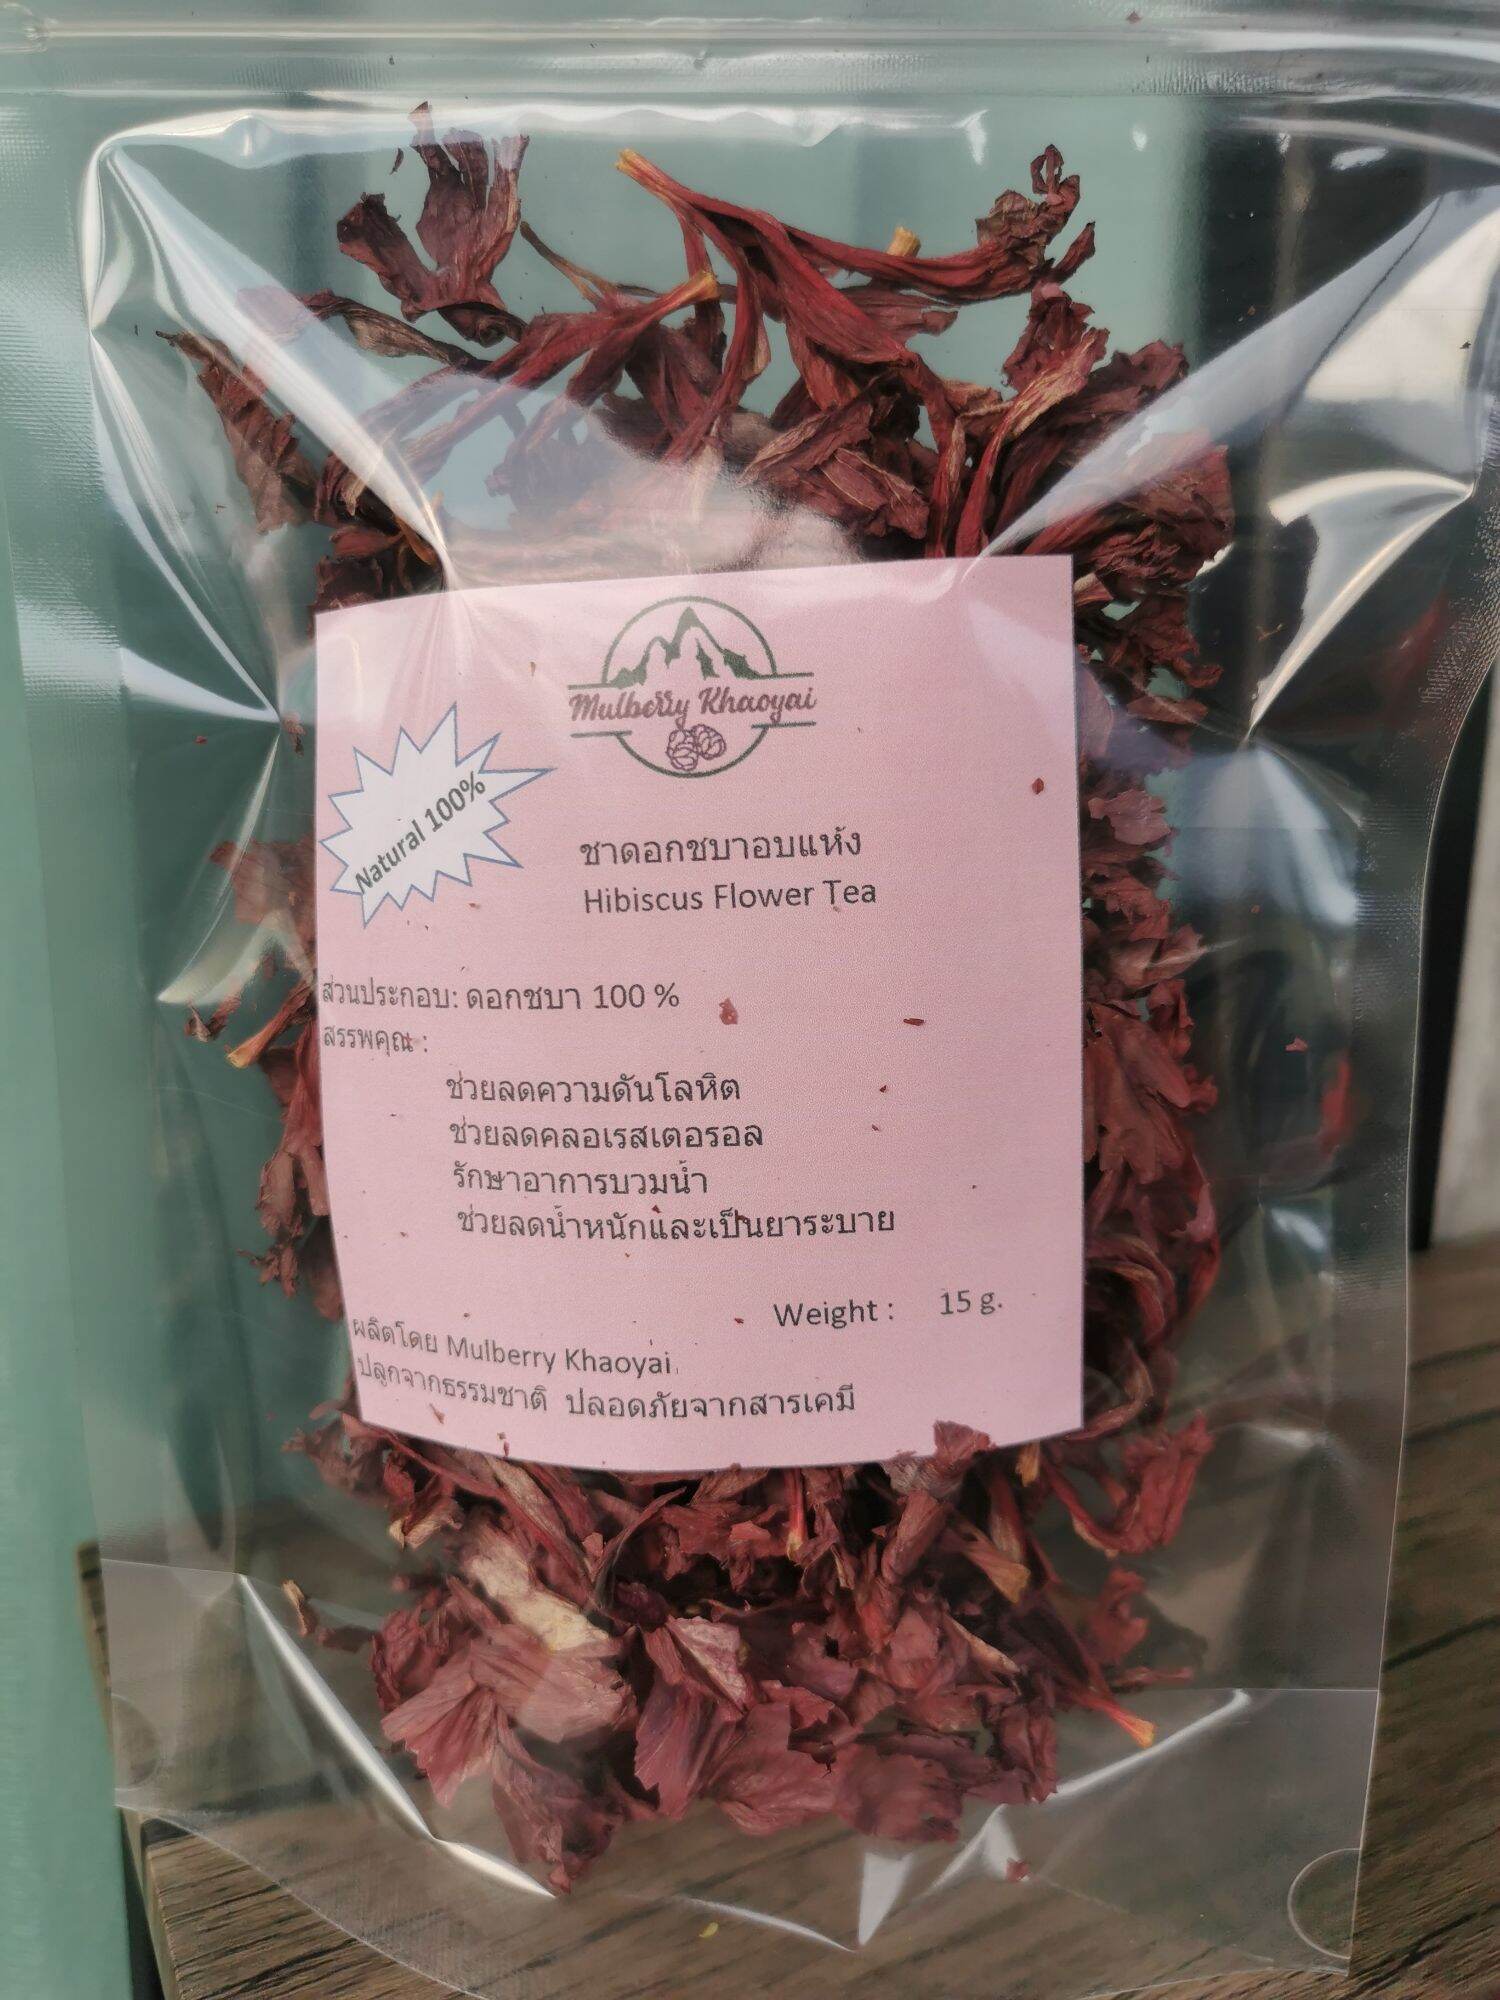 Mulberry Khaoyai
Natural 100%
ชาดอกชบาอบแห้ง
Hibiscus Flower Tea
ส่วนประกอบ: ดอกชบา 100 %
สรรพคุณ :
ช่วยลดความดันโลหิต
ช่วยลดคลอเรสเตอรอล
รักษาอาการบวมน้ำ
ช่วยลดน้ำหนักและเป็นยาระบาย
Weight : 15 g.
ผลิตโดย Mulberry Khaoyai
ปลูกจากธรรมชาติ ปลอดภัยจากสารเคมี